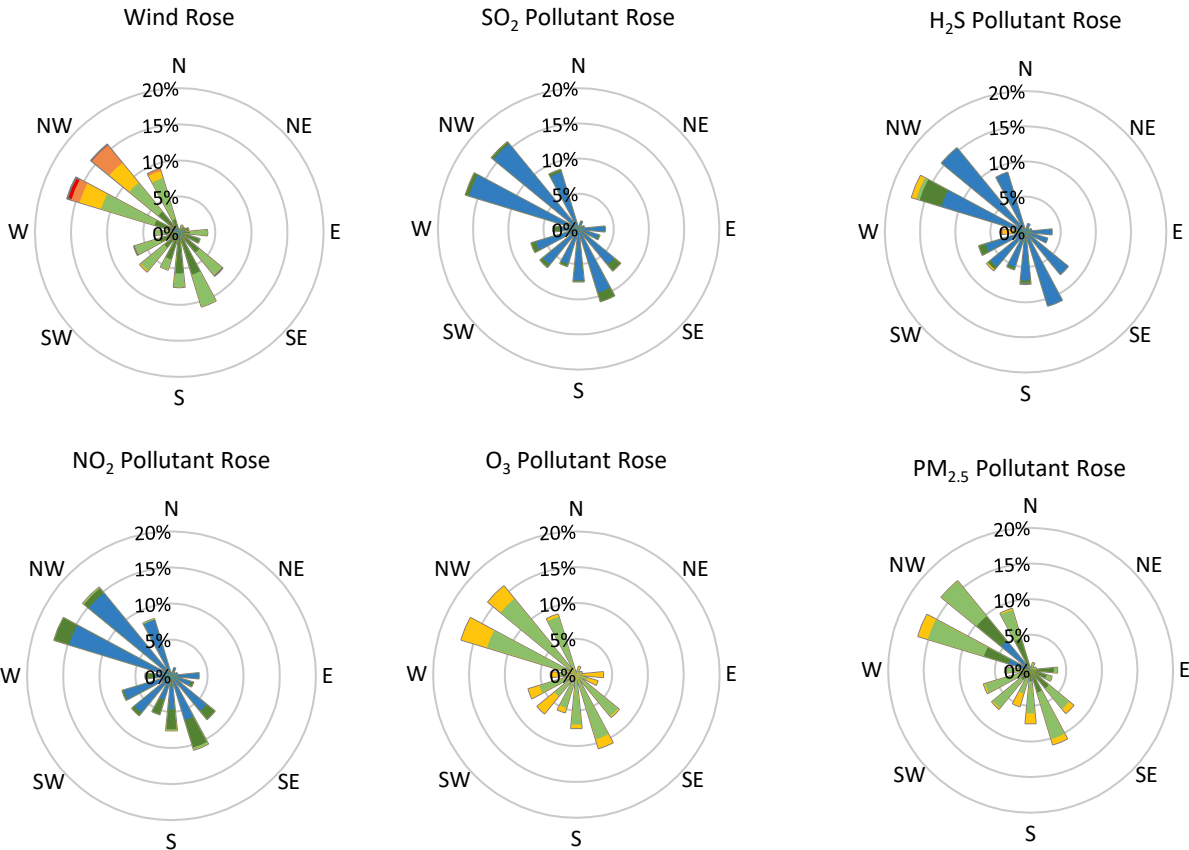 Wind Rose
N
20%
NW
NE
15%
10%
5%
W
0%
E
SW
SE
S
SO₂ Pollutant Rose
N
20%
NW
NE
15%
10%
5%
W
0%
E
SW
SE
S
H₂S Pollutant Rose
N
20%
NW
NE
15%
10%
5%
W
0%
E
SW
SE
S
NO₂ Pollutant Rose
N
20%
NW
NE
15%
10%
5%
W
0%
E
SW
SE
S
O₃ Pollutant Rose
N
20%
NW
NE
15%
10%
5%
W
0%
E
SW
SE
S
PM₂.₅ Pollutant Rose
N
20%
NW
NE
15%
10%
5%
W
0%
E
SW
SE
S